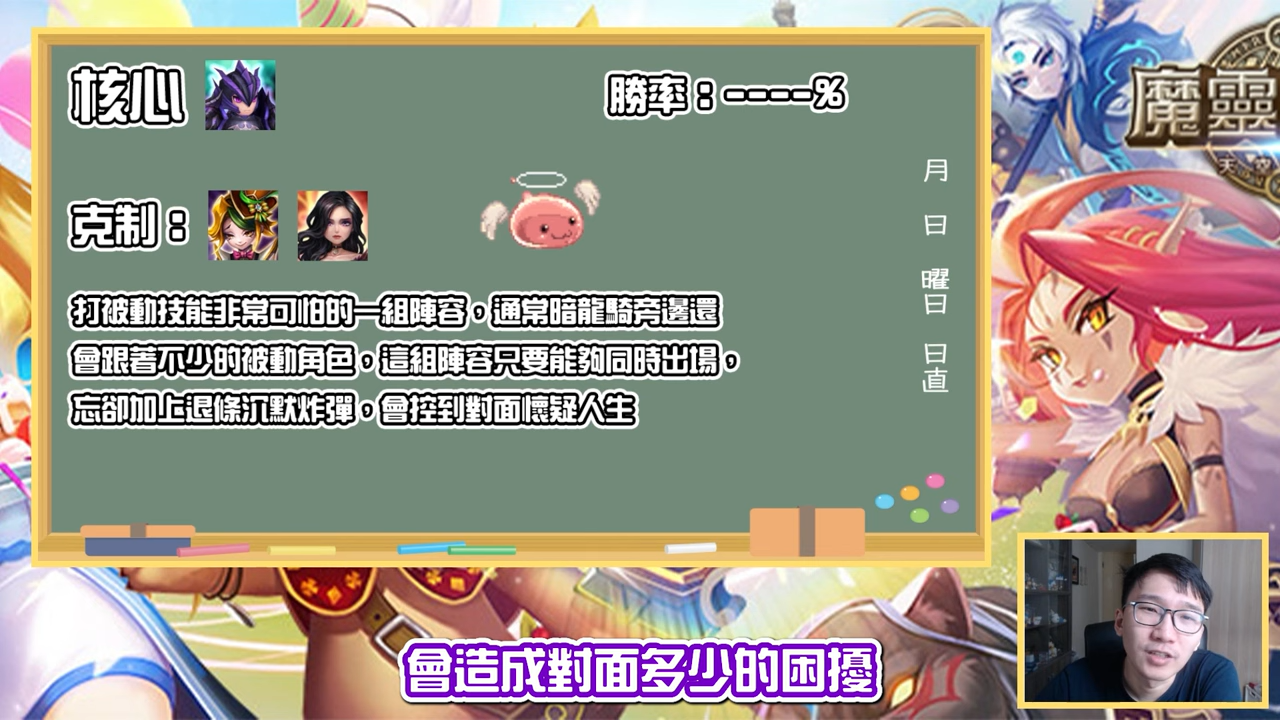 核心
勝率：----%
魔靈
天空
月
日
曜日
日直
克制：
打被動技能非常可怕的一組陣容，通常暗龍騎旁邊還
會跟著不少的被動角色，這組陣容只要能夠同時出場，
忘卻加上退條沉默炸彈，會控到對面懷疑人生
會造成對面多少的困擾